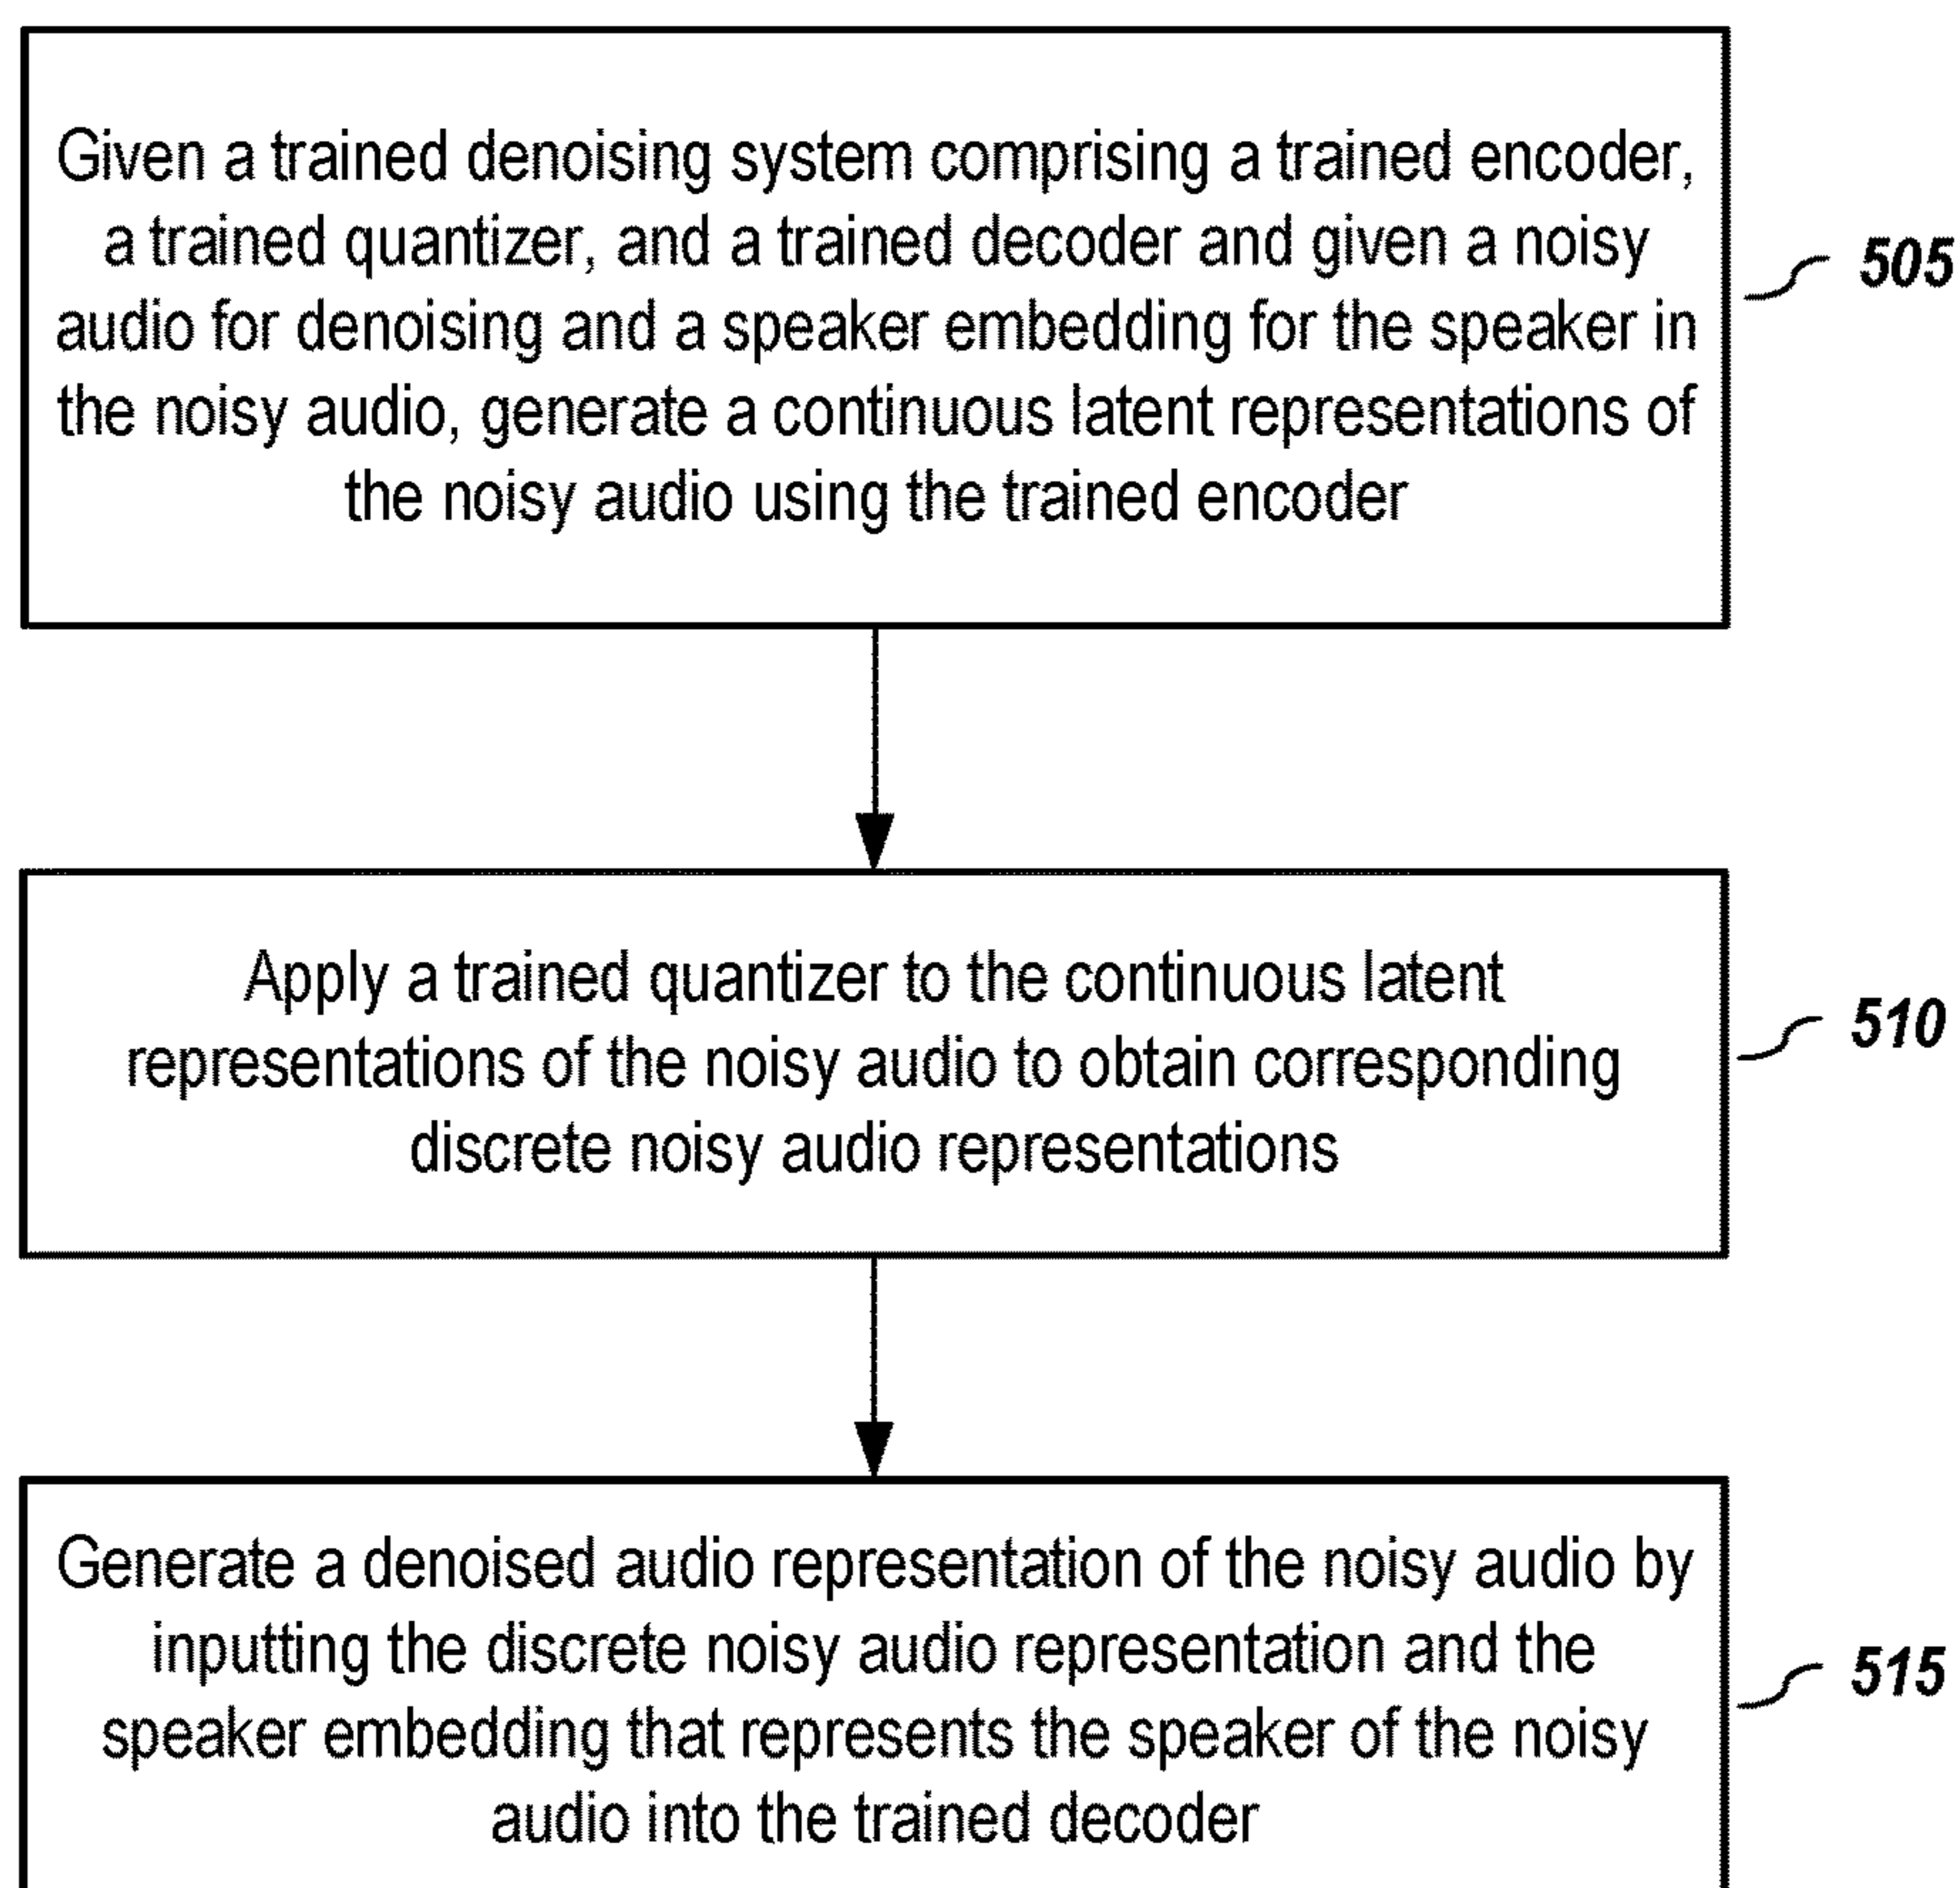 Given a trained denoising system comprising a trained encoder,
a trained quantizer, and a trained decoder and given a noisy
audio for denoising and a speaker embedding for the speaker in
the noisy audio, generate a continuous latent representations of
the noisy audio using the trained encoder
505
Apply a trained quantizer to the continuous latent
representations of the noisy audio to obtain corresponding
discrete noisy audio representations
510
Generate a denoised audio representation of the noisy audio by
inputting the discrete noisy audio representation and the
speaker embedding that represents the speaker of the noisy
audio into the trained decoder
515